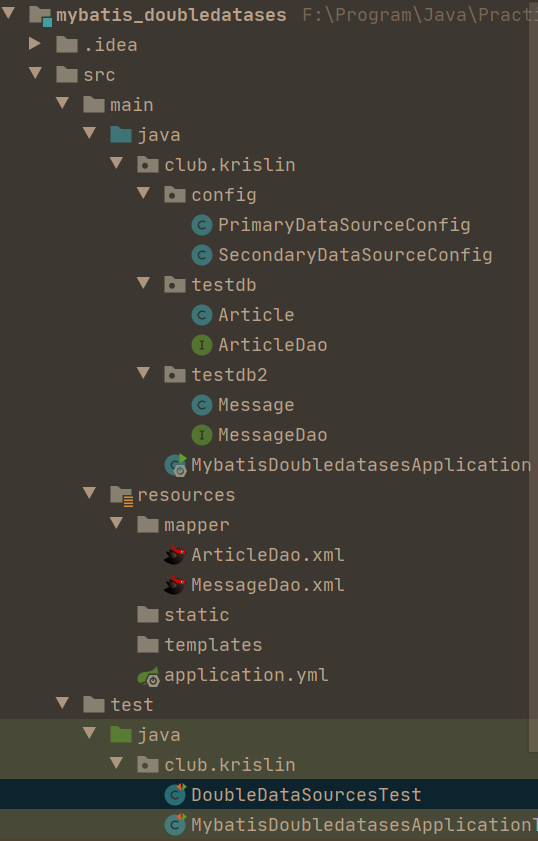 mybatis_doubledatases F:\Program\Java\Practi
.idea
src
main
java
club.krislin
config
PrimaryDataSourceConfig
SecondaryDataSourceConfig
testdb
Article
ArticleDao
testdb2
Message
MessageDao
MybatisDoubledatasesApplication
resources
mapper
ArticleDao.xml
MessageDao.xml
static
templates
application.yml
test
java
club.krislin
DoubleDataSourcesTest
MybatisDoubledatasesApplicationT